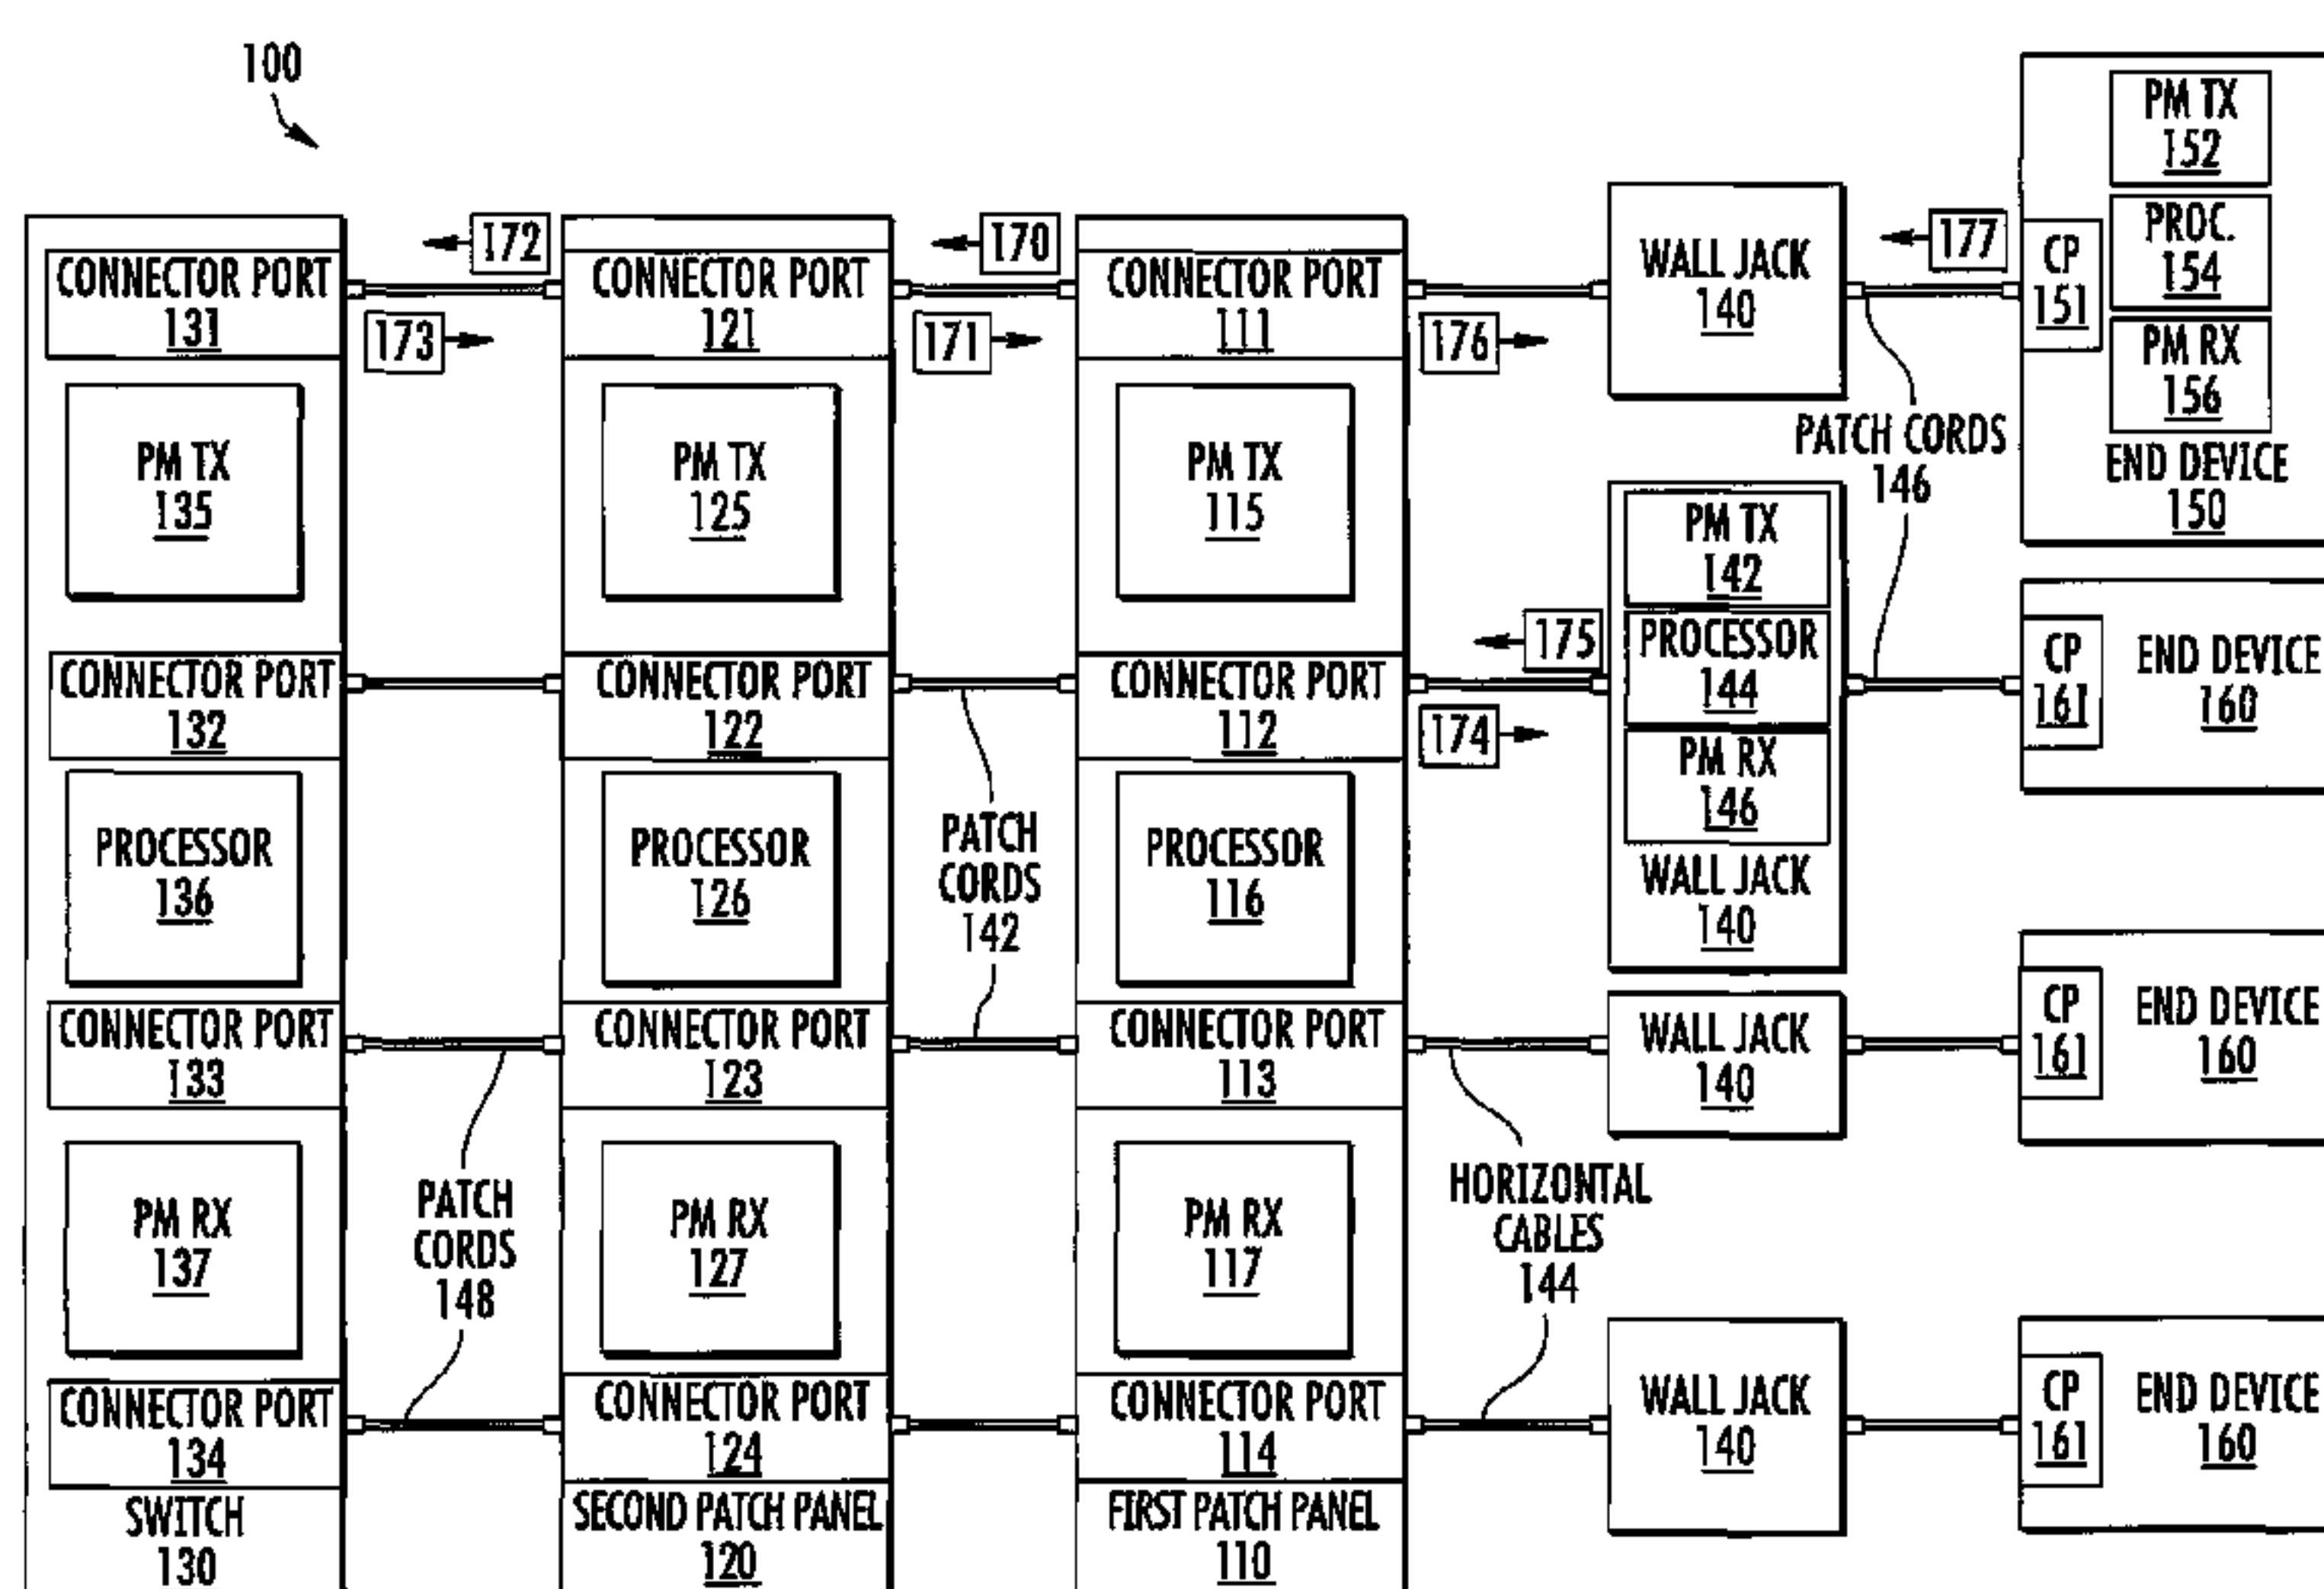 100
CONNECTOR PORT
131
PM TX
135
CONNECTOR PORT
132
PROCESSOR
136
CONNECTOR PORT
133
PM RX
137
CONNECTOR PORT
134
SWITCH
130
172
173
PATCH
CORDS
148
CONNECTOR PORT
121
PM TX
125
CONNECTOR PORT
122
PROCESSOR
126
CONNECTOR PORT
123
PM RX
127
CONNECTOR PORT
124
SECOND PATCH PANEL
120
170
171
PATCH
CORDS
142
CONNECTOR PORT
111
PM TX
115
CONNECTOR PORT
112
PROCESSOR
116
CONNECTOR PORT
113
PM RX
117
CONNECTOR PORT
114
FIRST PATCH PANEL
110
176
175
174
HORIZONTAL
CABLES
144
WALL JACK
140
PM TX
142
PROCESSOR
144
PM RX
146
WALL JACK
140
WALL JACK
140
WALL JACK
140
177
PATCH CORDS
146
CP
151
PM TX
152
PROC.
154
PM RX
156
END DEVICE
150
CP
161
END DEVICE
160
CP
161
END DEVICE
160
CP
161
END DEVICE
160